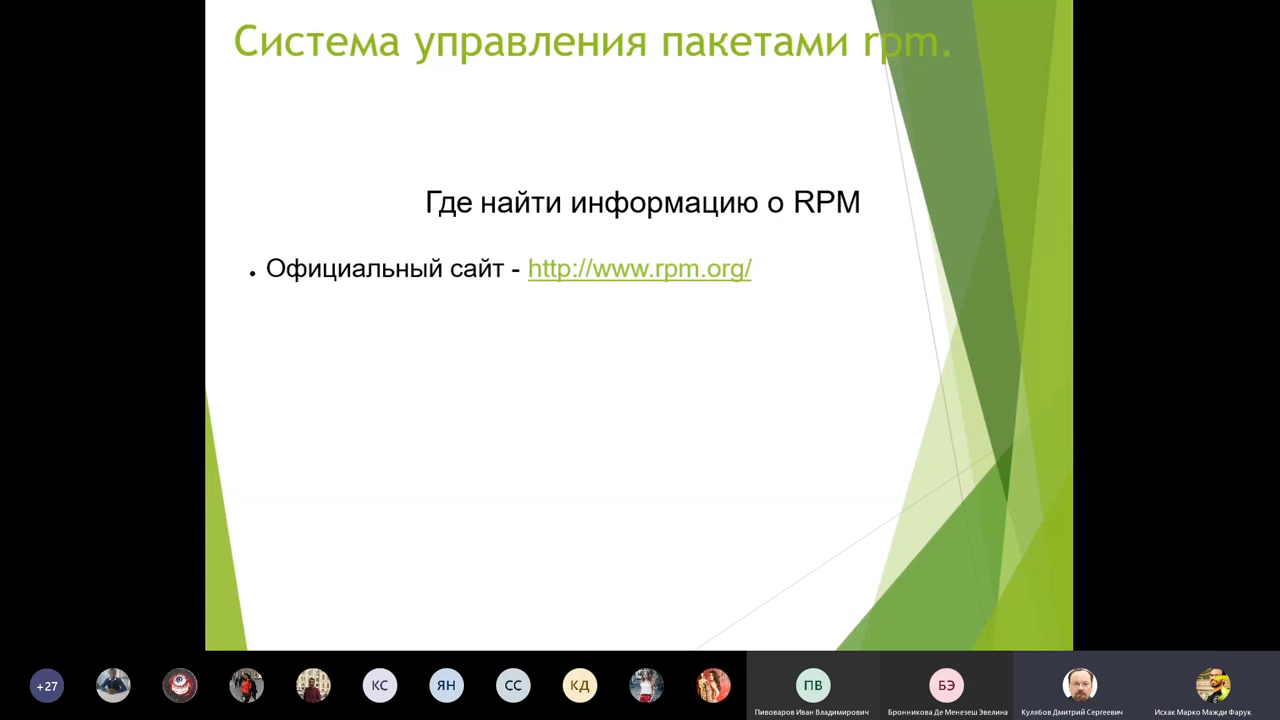 Система управления пакетами rpm.
Где найти информацию о RPM
• Официальный сайт - http://www.rpm.org/
+27
КС
ЯН
СС
КД
ПВ
БЭ
Пивоваров Иван Владимирович
Бронникова Де Менезеш Эвелина
Кулябов Дмитрий Сергеевич
Исхак Марко Мажди Фарук